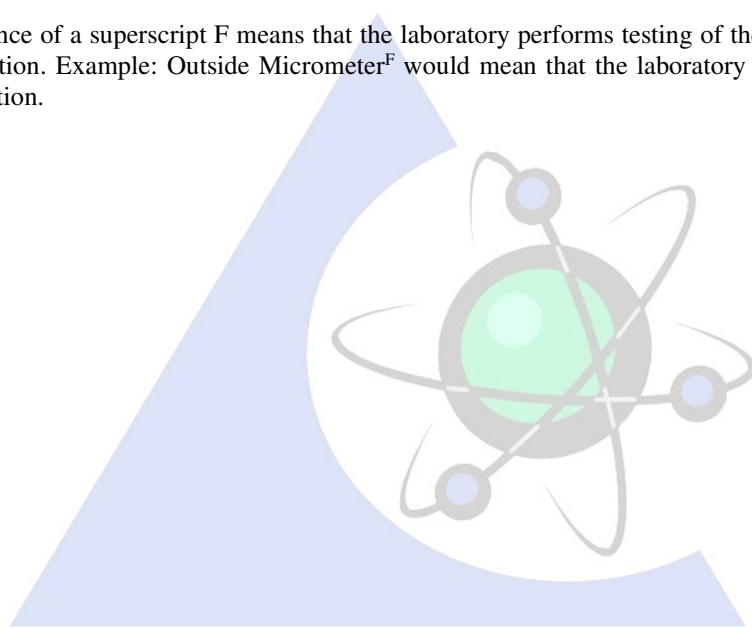 nce of a superscript F means that the laboratory performs testing of the
tion. Example: Outside Micrometerᶠ would mean that the laboratory
tion.